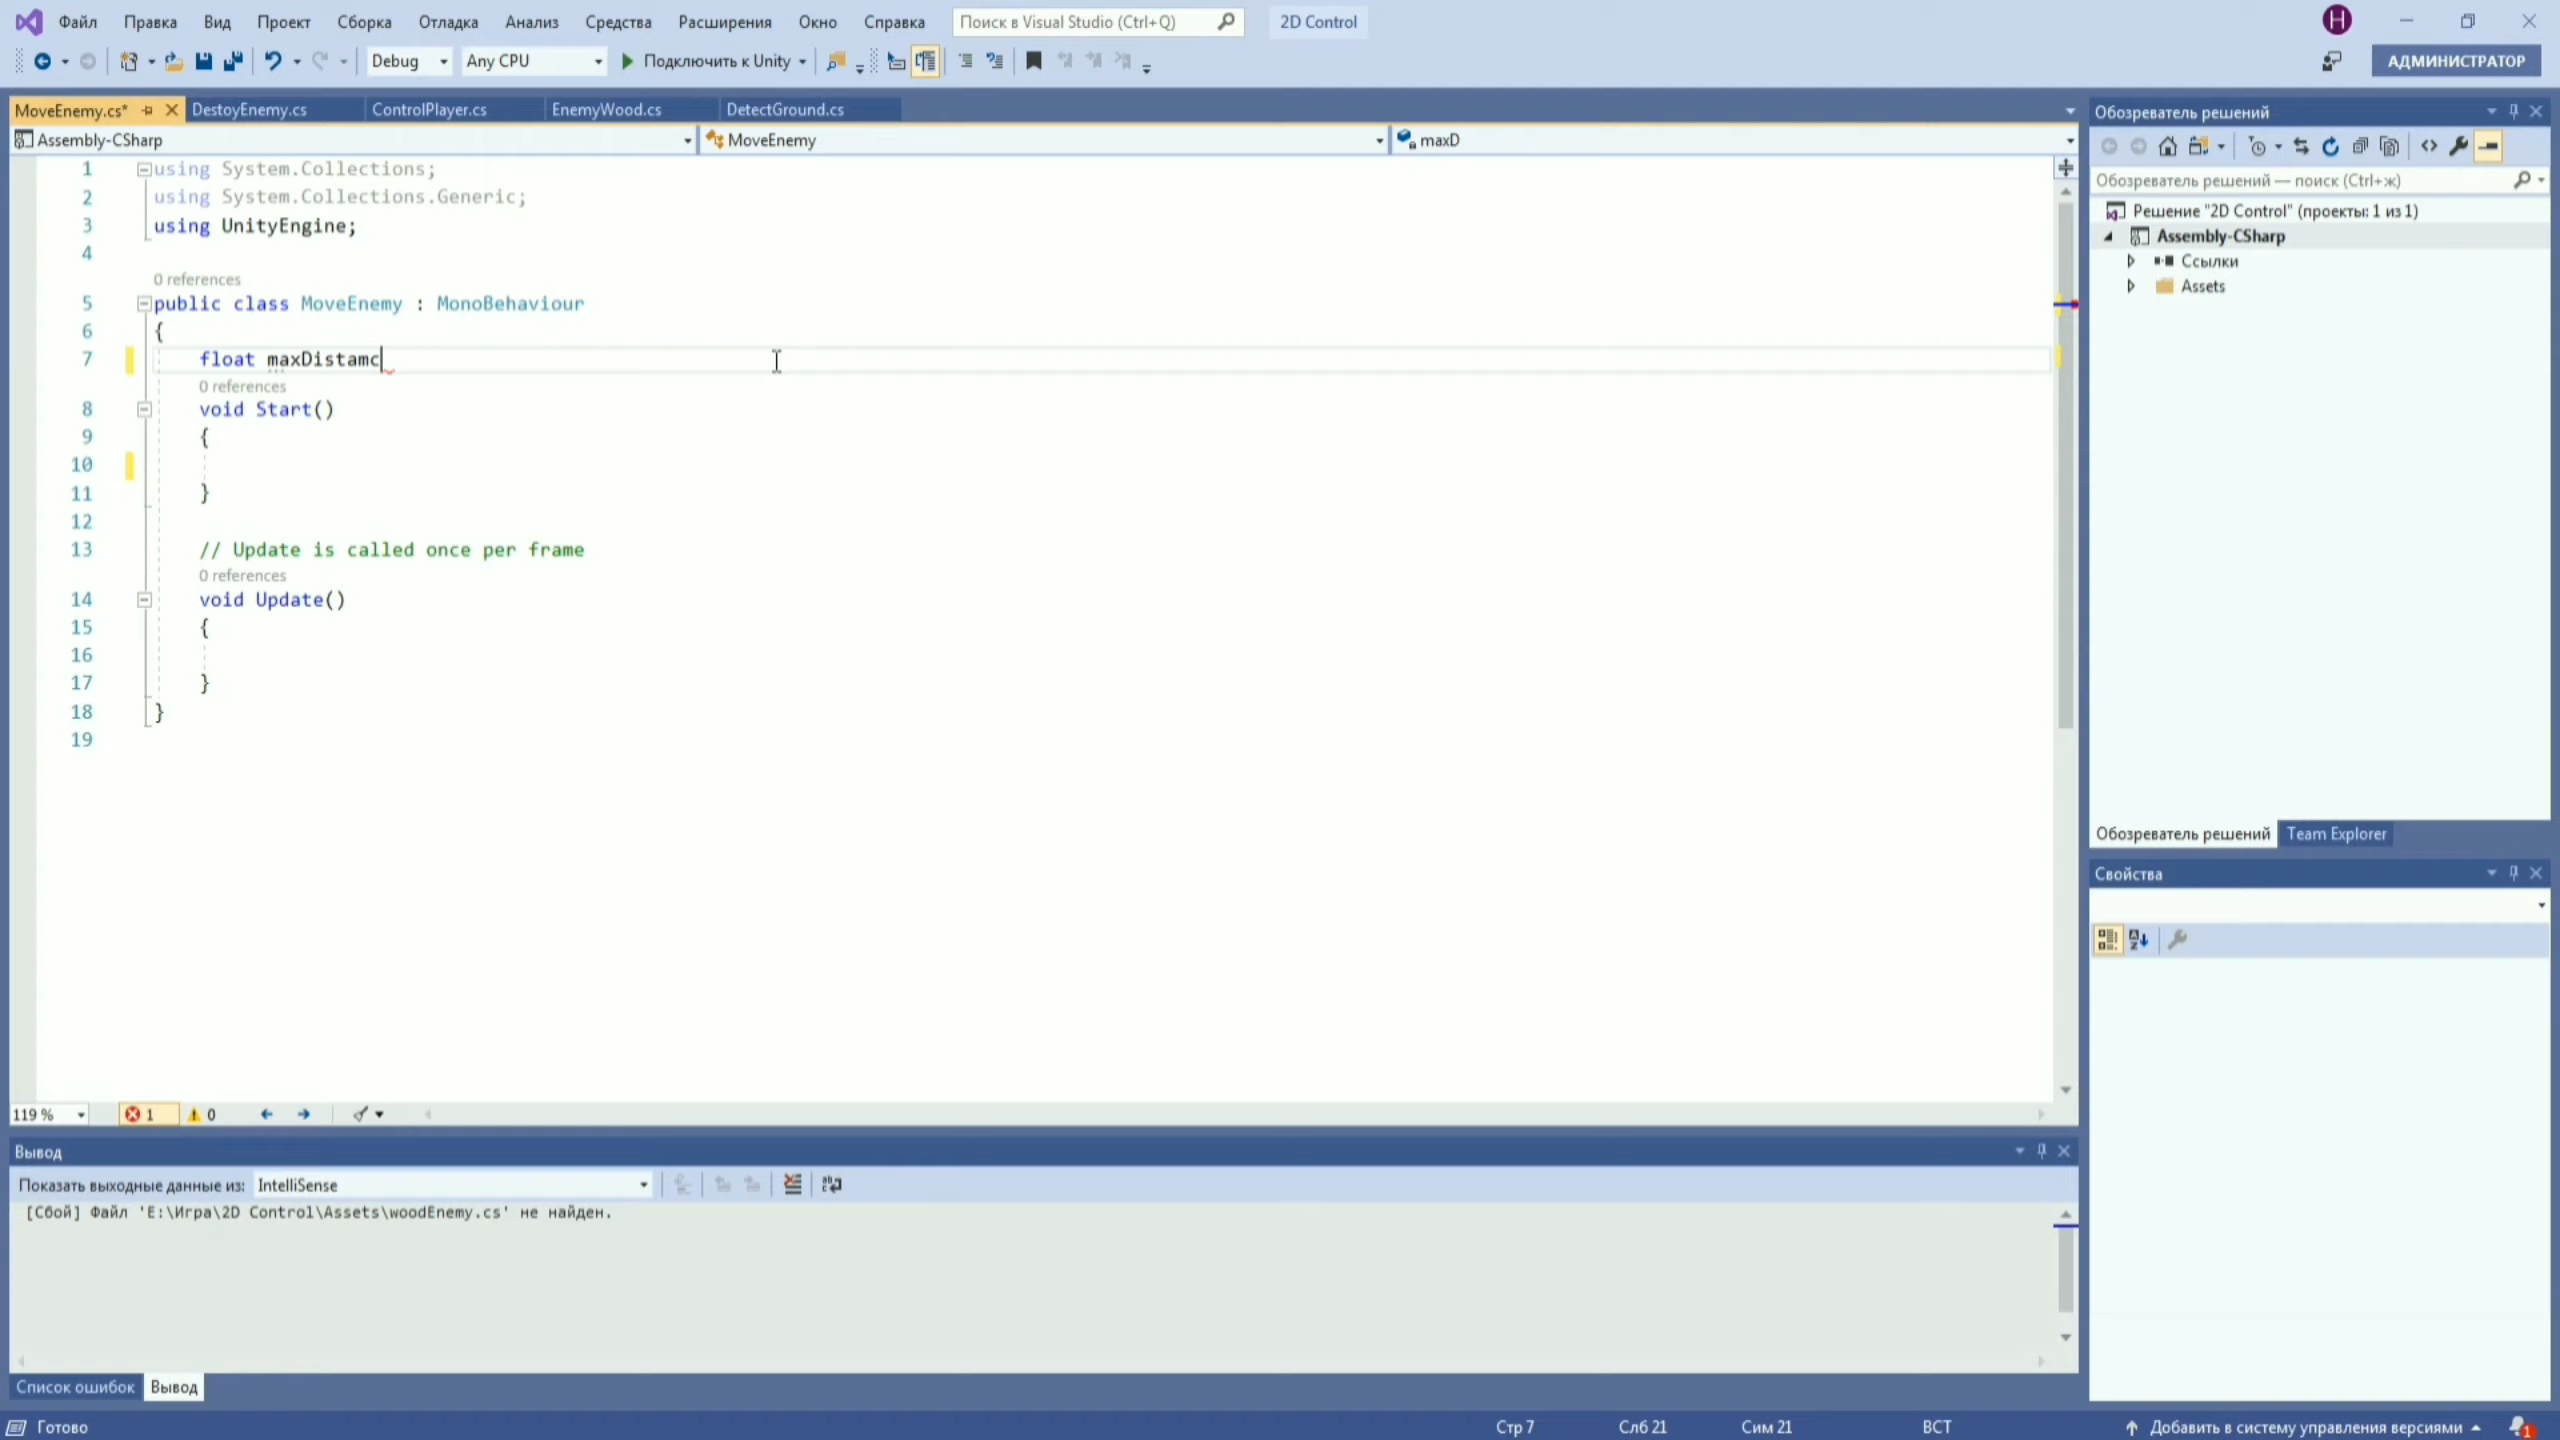 Файл Правка Вид Проект Сборка Отладка Анализ Средства Расширения Окно Справка Поиск в Visual Studio (Ctrl+Q) 2D Control H
Debug Any CPU Подключить к Unity АДМИНИСТРАТОР
MoveEnemy.cs* DestoyEnemy.cs ControlPlayer.cs EnemyWood.cs DetectGround.cs
Assembly-CSharp MoveEnemy maxD
1 using System.Collections;
2 using System.Collections.Generic;
3 using UnityEngine;
4
0 references
5 public class MoveEnemy : MonoBehaviour
6 {
7 float maxDistamc
0 references
8 void Start()
9 {
10
11 }
12
13 // Update is called once per frame
0 references
14 void Update()
15 {
16
17 }
18 }
19
119 % 1 0
Вывод
Показать выходные данные из: IntelliSense
[Сбой] Файл 'E:\Игра\2D Control\Assets\woodEnemy.cs' не найден.
Список ошибок Вывод
Обозреватель решений
Обозреватель решений — поиск (Ctrl+ж)
Решение "2D Control" (проекты: 1 из 1)
Assembly-CSharp
Ссылки
Assets
Обозреватель решений Team Explorer
Свойства
Готово Стр 7 Слб 21 Сим 21 ВСТ Добавить в систему управления версиями 1